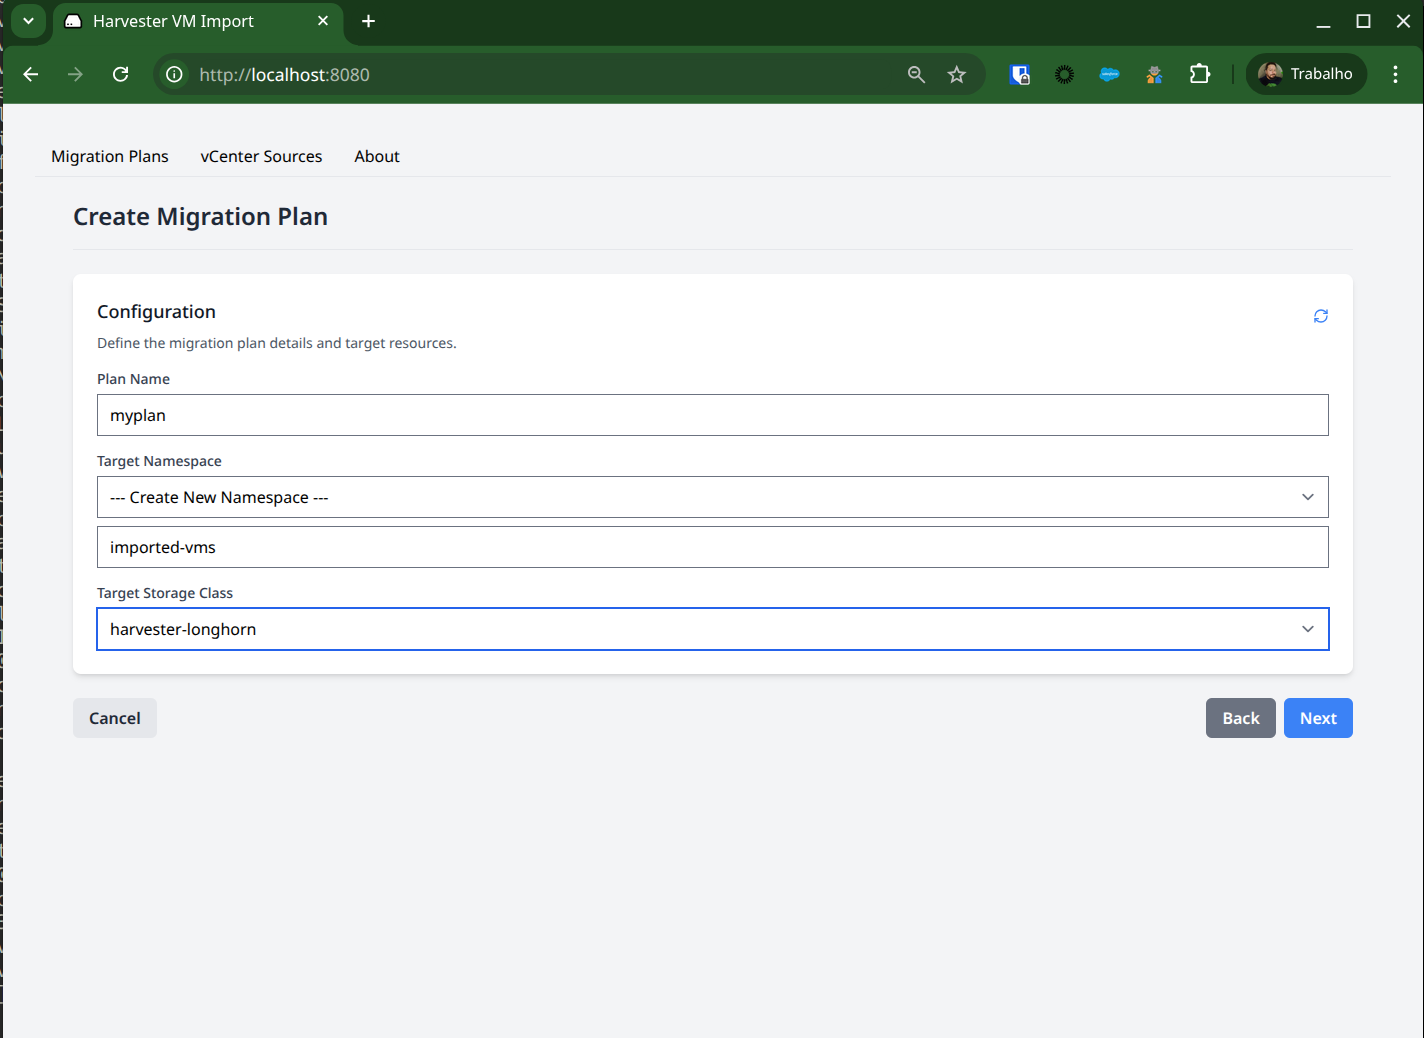 Harvester VM Import
http://localhost:8080
Trabalho
Migration Plans
vCenter Sources
About
Create Migration Plan
Configuration
Define the migration plan details and target resources.
Plan Name
myplan
Target Namespace
--- Create New Namespace ---
imported-vms
Target Storage Class
harvester-longhorn
Cancel
Back
Next